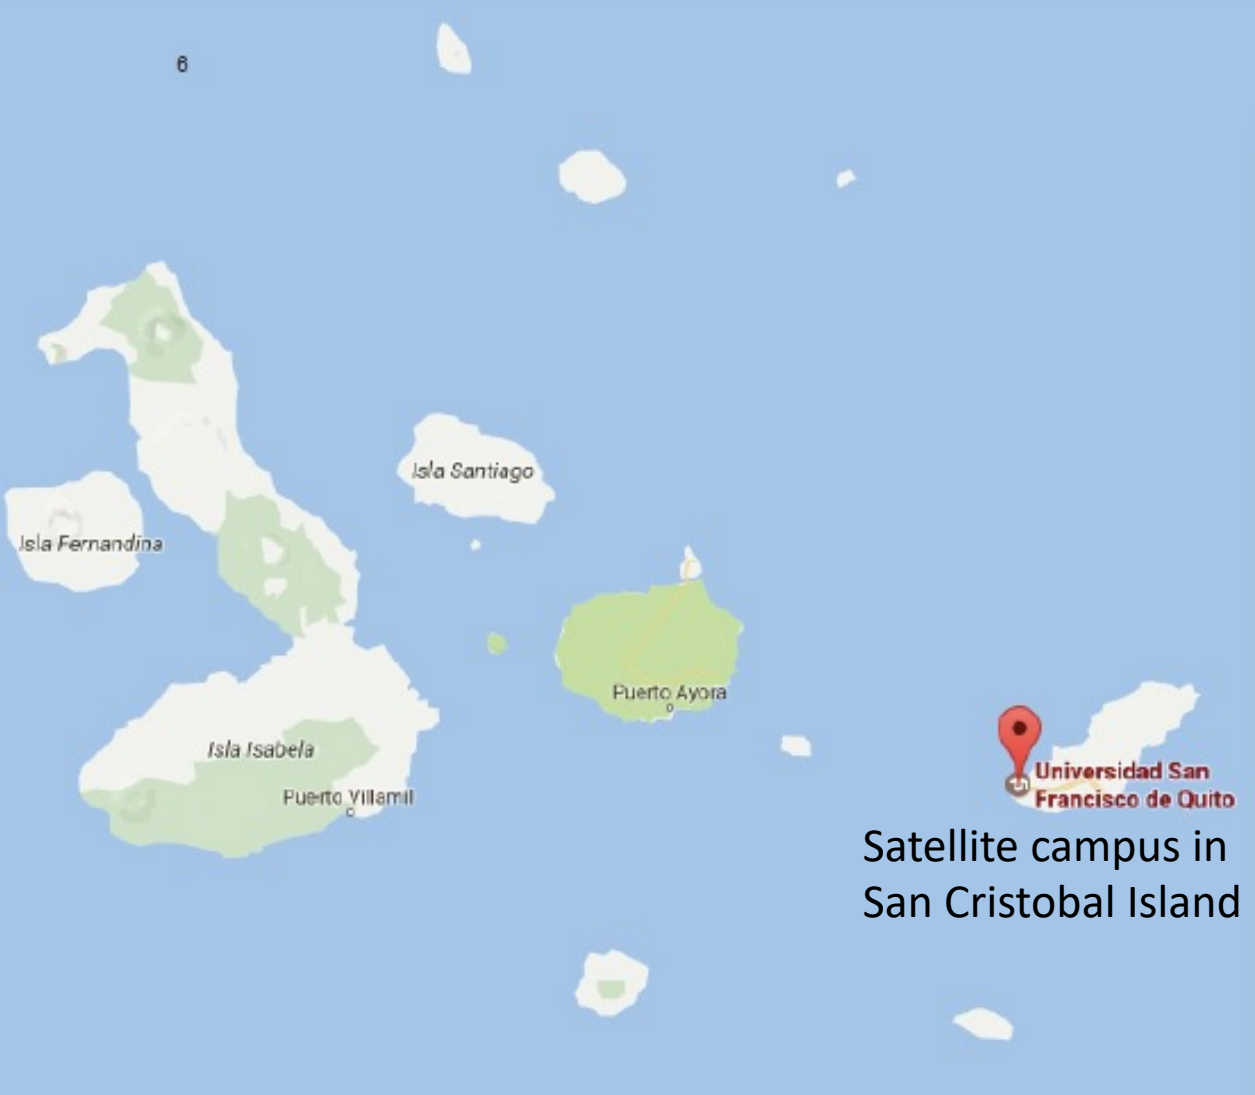 6
Isla Santiago
Isla Fernandina
Puerto Ayora
Isla Isabela
Puerto Villamil
Universidad San
Francisco de Quito
Satellite campus in
San Cristobal Island